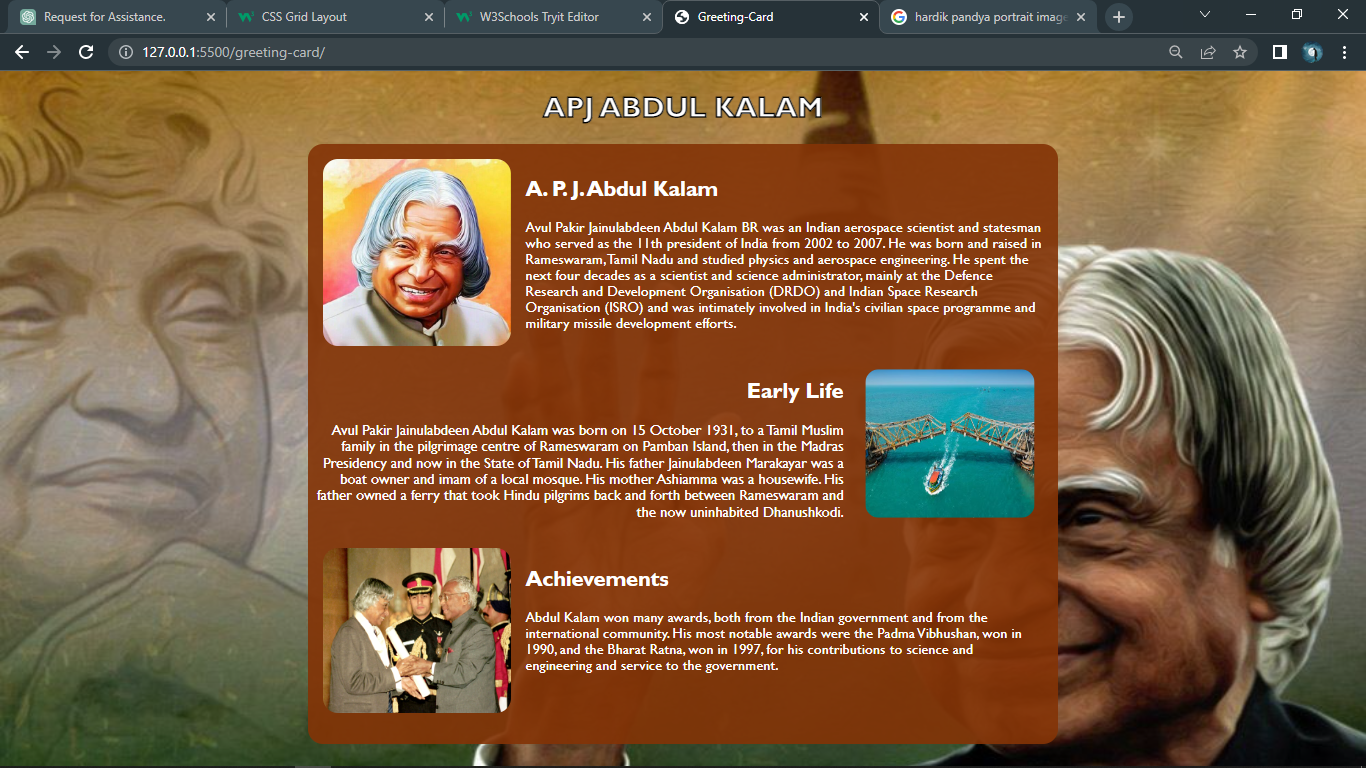 Request for Assistance.
CSS Grid Layout
W3Schools Tryit Editor
Greeting-Card
hardik pandya portrait image
127.0.0.1:5500/greeting-card/
APJ ABDUL KALAM
A. P. J. Abdul Kalam
Avul Pakir Jainulabdeen Abdul Kalam BR was an Indian aerospace scientist and statesman
who served as the 11th president of India from 2002 to 2007. He was born and raised in
Rameswaram, Tamil Nadu and studied physics and aerospace engineering. He spent the
next four decades as a scientist and science administrator, mainly at the Defence
Research and Development Organisation (DRDO) and Indian Space Research
Organisation (ISRO) and was intimately involved in India's civilian space programme and
military missile development efforts.
Early Life
Avul Pakir Jainulabdeen Abdul Kalam was born on 15 October 1931, to a Tamil Muslim
family in the pilgrimage centre of Rameswaram on Pamban Island, then in the Madras
Presidency and now in the State of Tamil Nadu. His father Jainulabdeen Marakayar was a
boat owner and imam of a local mosque. His mother Ashiamma was a housewife. His
father owned a ferry that took Hindu pilgrims back and forth between Rameswaram and
the now uninhabited Dhanushkodi.
Achievements
Abdul Kalam won many awards, both from the Indian government and from the
international community. His most notable awards were the Padma Vibhushan, won in
1990, and the Bharat Ratna, won in 1997, for his contributions to science and
engineering and service to the government.